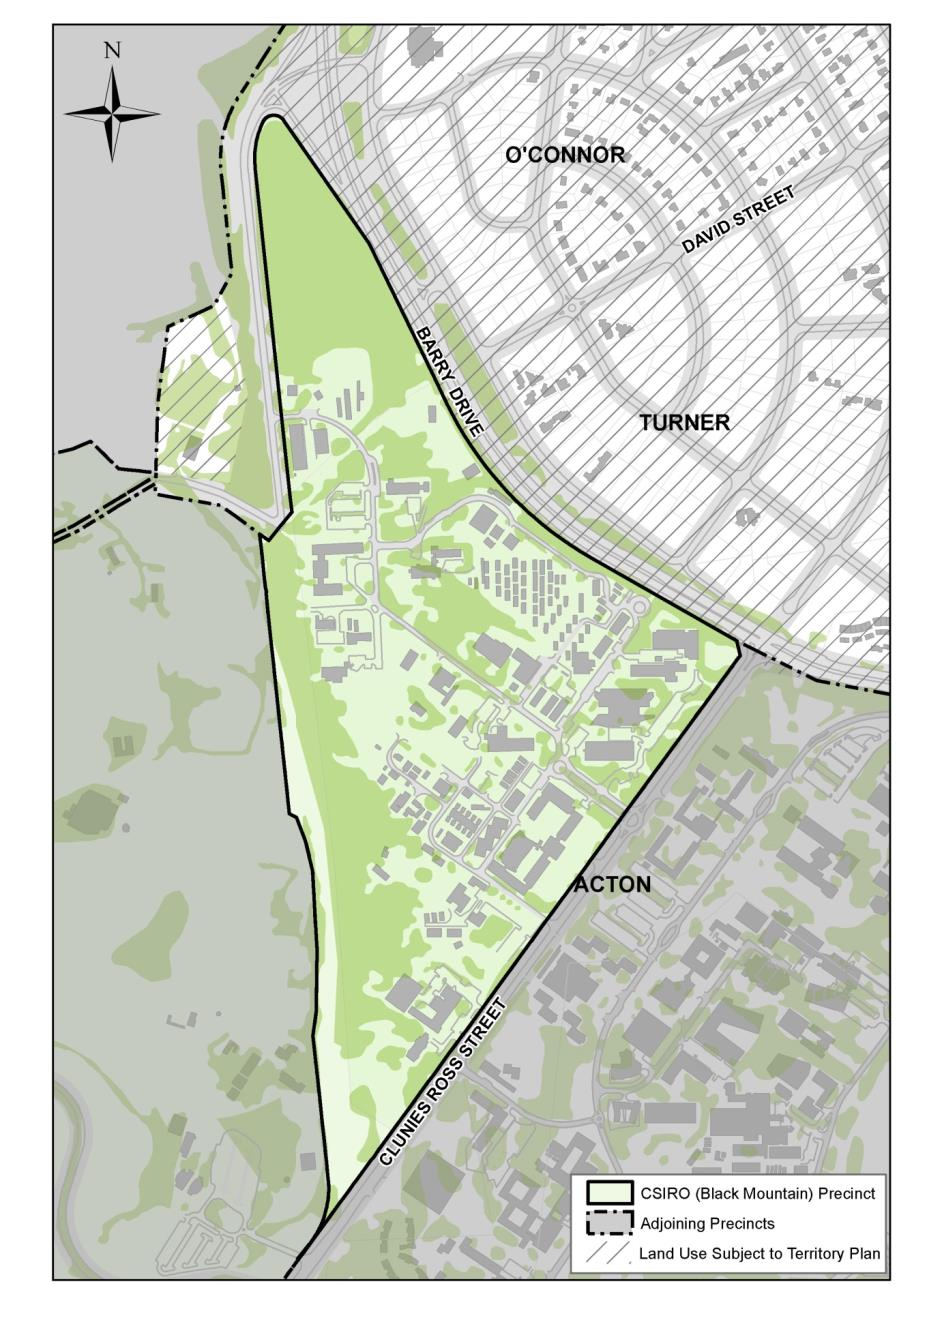 N
O'CONNOR
DAVID STREET
BARRY DRIVE
TURNER
ACTON
CLUNIES ROSS STREET
CSIRO (Black Mountain) Precinct
Adjoining Precincts
Land Use Subject to Territory Plan